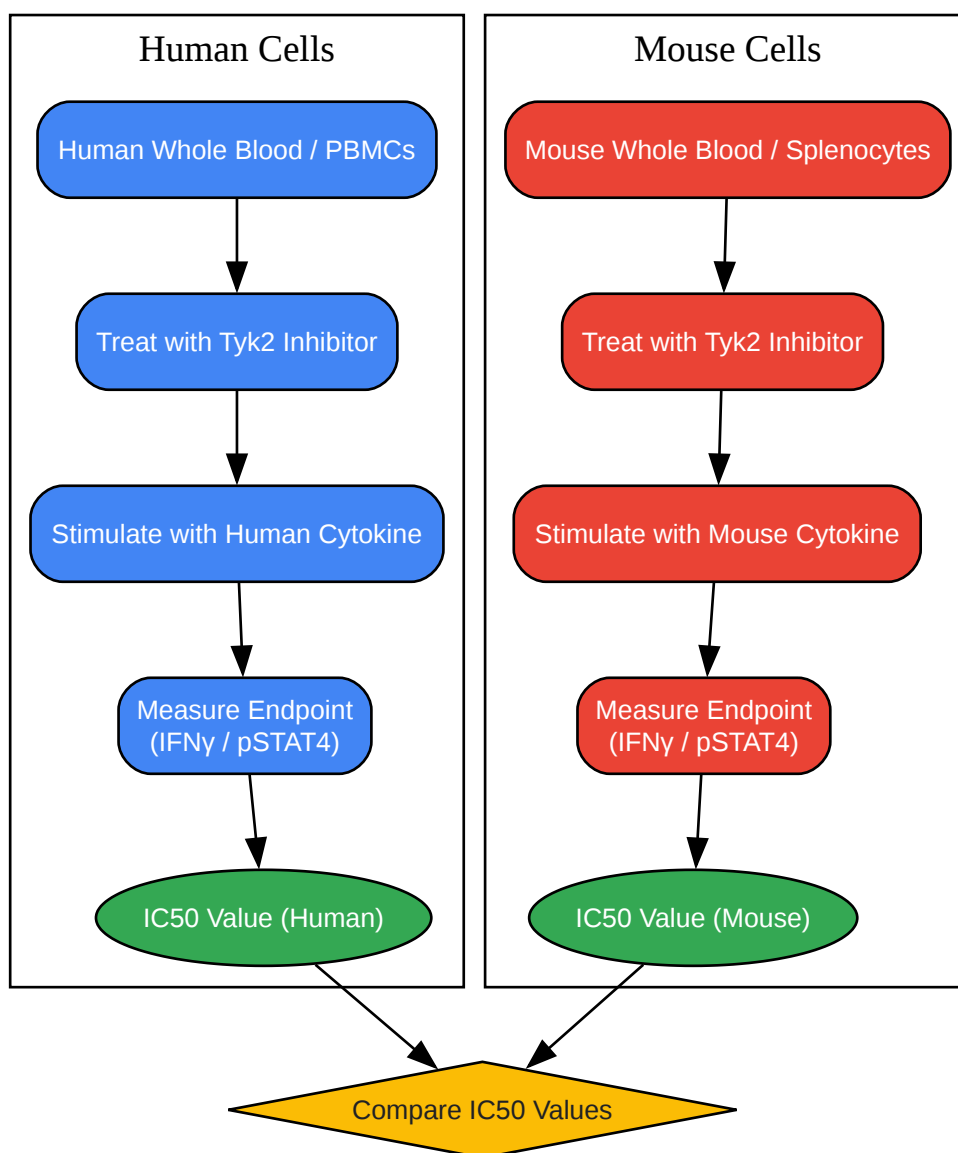 Human Cells
Human Whole Blood / PBMCs
Treat with Tyk2 Inhibitor
Stimulate with Human Cytokine
Measure Endpoint
(IFNγ / pSTAT4)
IC50 Value (Human)
Mouse Cells
Mouse Whole Blood / Splenocytes
Treat with Tyk2 Inhibitor
Stimulate with Mouse Cytokine
Measure Endpoint
(IFNγ / pSTAT4)
IC50 Value (Mouse)
Compare IC50 Values